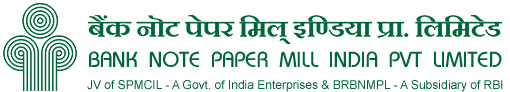 बैंक नोट पेपर मिल् इण्डिया प्रा. लिमिटेड
BANK NOTE PAPER MILL INDIA PVT LIMITED
JV of SPMCIL - A Govt. of India Enterprises & BRBNMPL - A Subsidiary of RBI